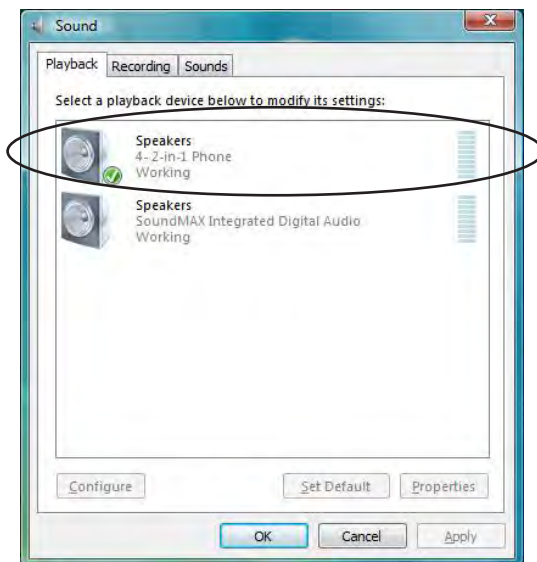 Sound
Playback Recording Sounds
Select a playback device below to modify its settings:
Speakers
4- 2-in-1 Phone
Working
Speakers
SoundMAX Integrated Digital Audio
Working
Configure Set Default Properties
OK Cancel Apply